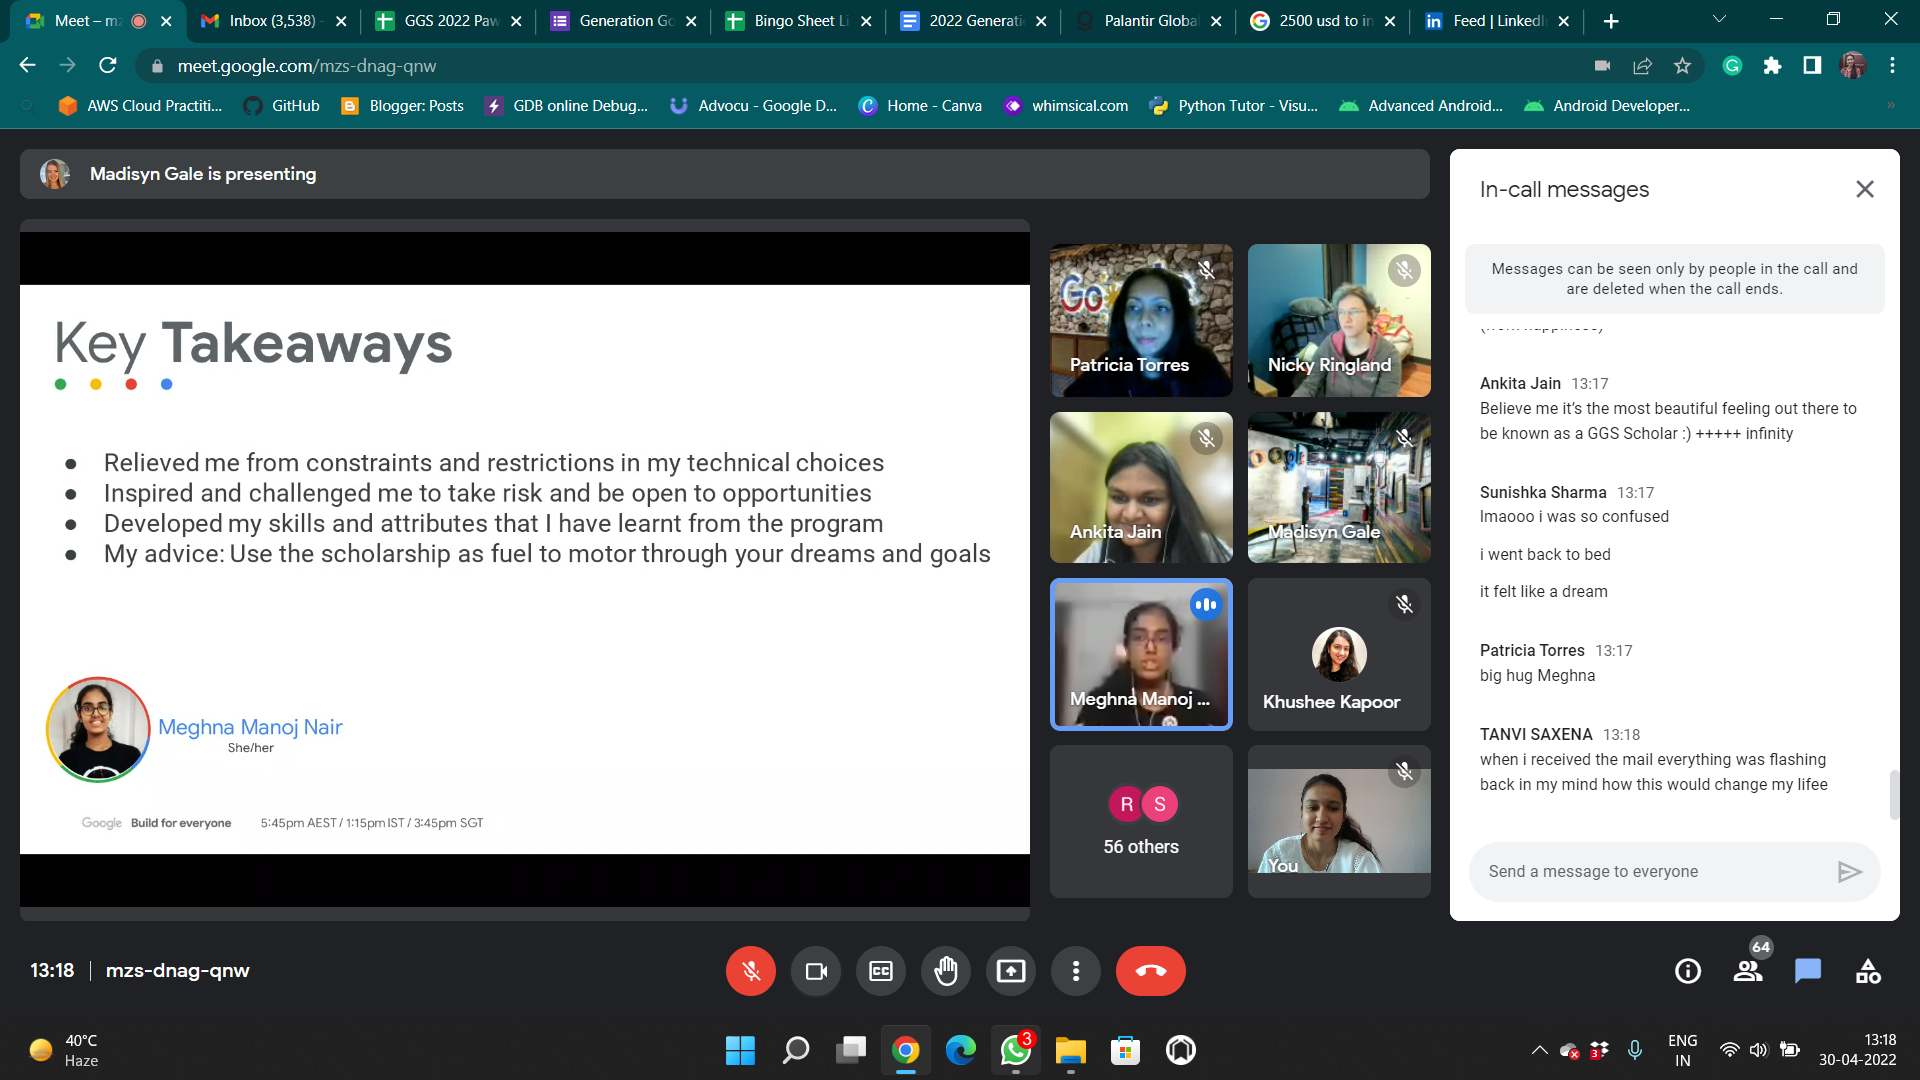 Meet – mz
Inbox (3,538) -
GGS 2022 Paw
Generation Go
Bingo Sheet Li
2022 Generati
Palantir Global
2500 usd to in
Feed | LinkedI
meet.google.com/mzs-dnag-qnw
AWS Cloud Practiti...
GitHub
Blogger: Posts
GDB online Debug...
Advocu - Google D...
Home - Canva
whimsical.com
Python Tutor - Visu...
Advanced Android...
Android Developer...
Madisyn Gale is presenting
Key Takeaways
Relieved me from constraints and restrictions in my technical choices
Inspired and challenged me to take risk and be open to opportunities
Developed my skills and attributes that I have learnt from the program
My advice: Use the scholarship as fuel to motor through your dreams and goals
Meghna Manoj Nair
She/her
Google Build for everyone 5:45pm AEST / 1:15pm IST / 3:45pm SGT
Patricia Torres
Nicky Ringland
Ankita Jain
Madisyn Gale
Meghna Manoj ...
Khushee Kapoor
R S
56 others
You
In-call messages
Messages can be seen only by people in the call and
are deleted when the call ends.
Ankita Jain 13:17
Believe me it's the most beautiful feeling out there to
be known as a GGS Scholar :) +++++ infinity
Sunishka Sharma 13:17
lmaooo i was so confused
i went back to bed
it felt like a dream
Patricia Torres 13:17
big hug Meghna
TANVI SAXENA 13:18
when i received the mail everything was flashing
back in my mind how this would change my lifee
Send a message to everyone
13:18 | mzs-dnag-qnw
CC
64
40°C
Haze
3
3
ENG
IN
13:18
30-04-2022